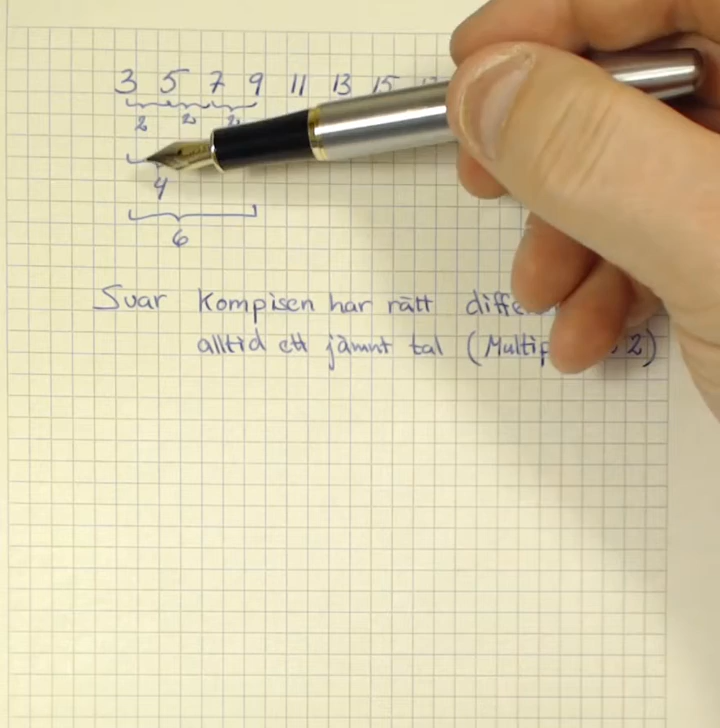 3 5 7 9 11 13 15
2 2 2
4
6
Svar Kompisen har rätt
alltid ett jämnt tal ( 2)